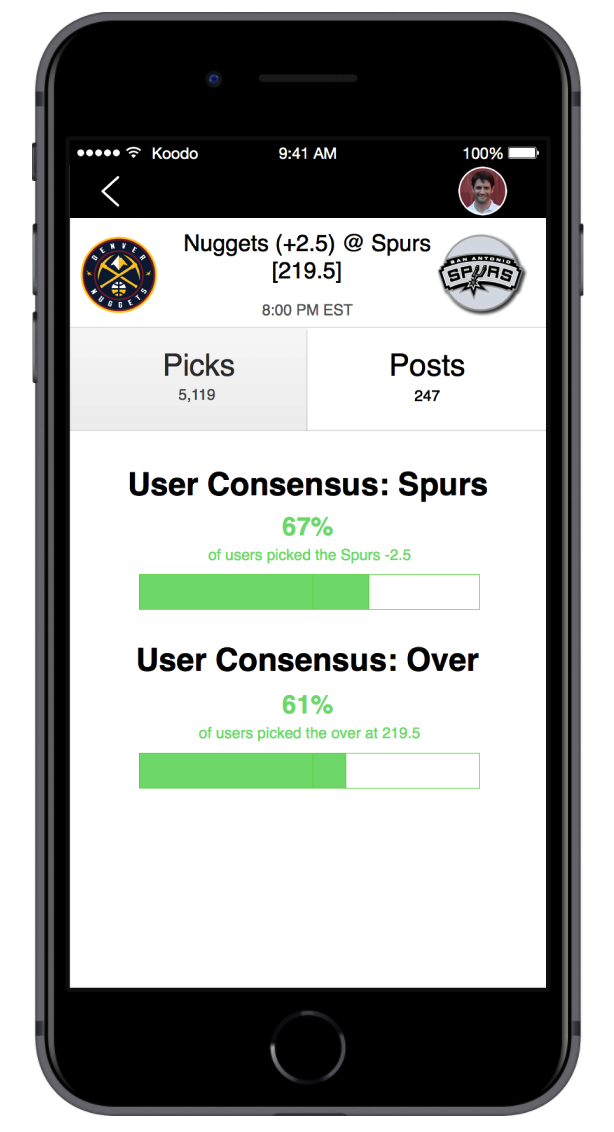 Koodo
9:41 AM
100%
Nuggets (+2.5) @ Spurs
[219.5]
DENVER
NUGGETS
SAN ANTONIO
SPURS
8:00 PM EST
Picks
5,119
Posts
247
User Consensus: Spurs
67%
of users picked the Spurs -2.5
User Consensus: Over
61%
of users picked the over at 219.5